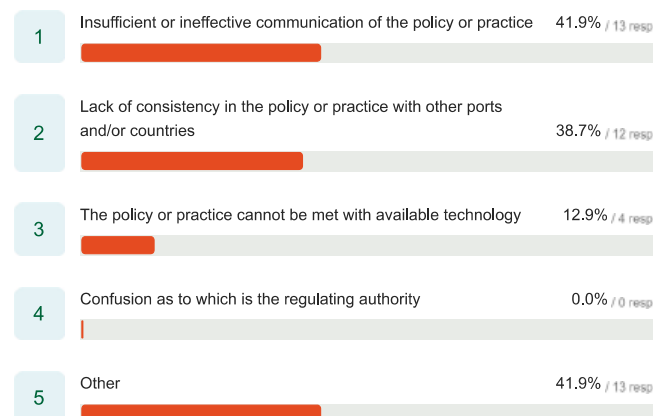 1
Insufficient or ineffective communication of the policy or practice 41.9% / 13 resp
2
Lack of consistency in the policy or practice with other ports
and/or countries 38.7% / 12 resp
3
The policy or practice cannot be met with available technology 12.9% / 4 resp
4
Confusion as to which is the regulating authority 0.0% / 0 resp
5
Other 41.9% / 13 resp